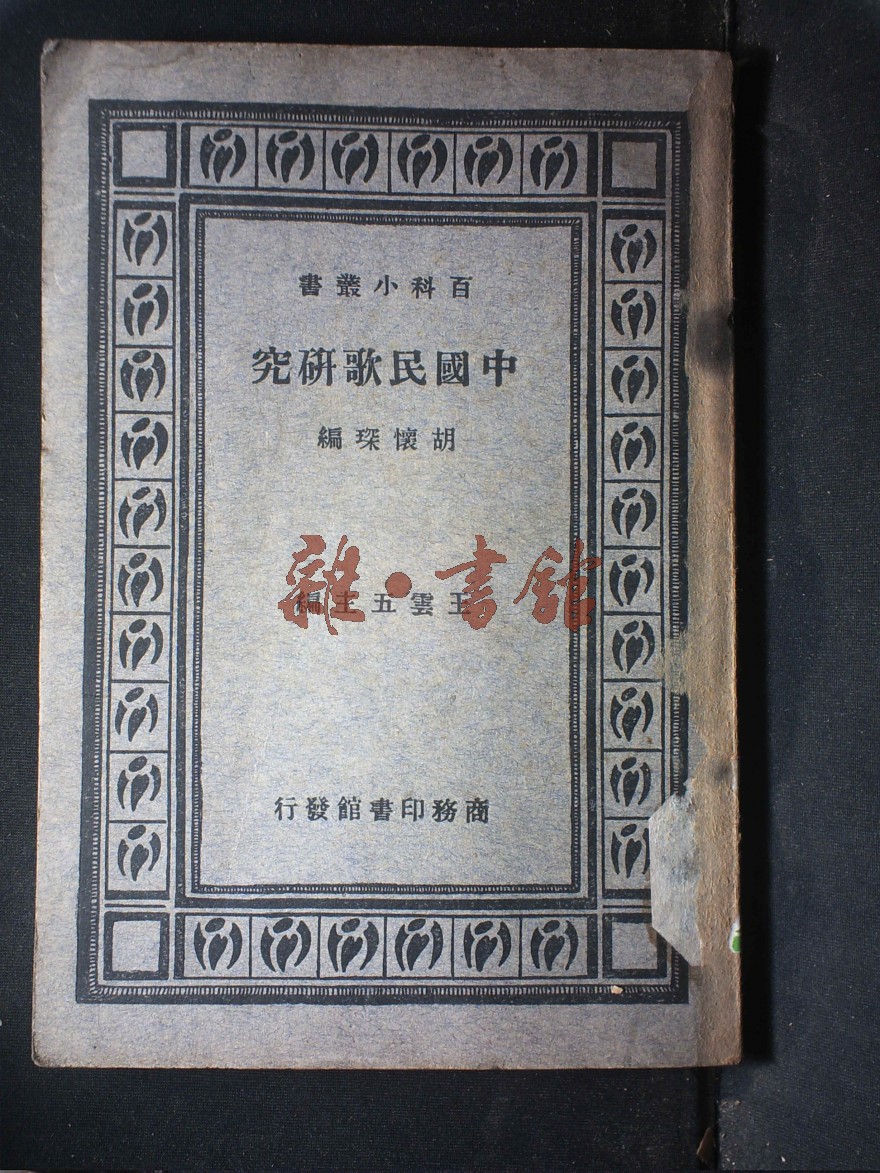 百科小叢書
中國民歌研究
胡懷琛編
王雲五主編
雜·書館
商務印書館發行